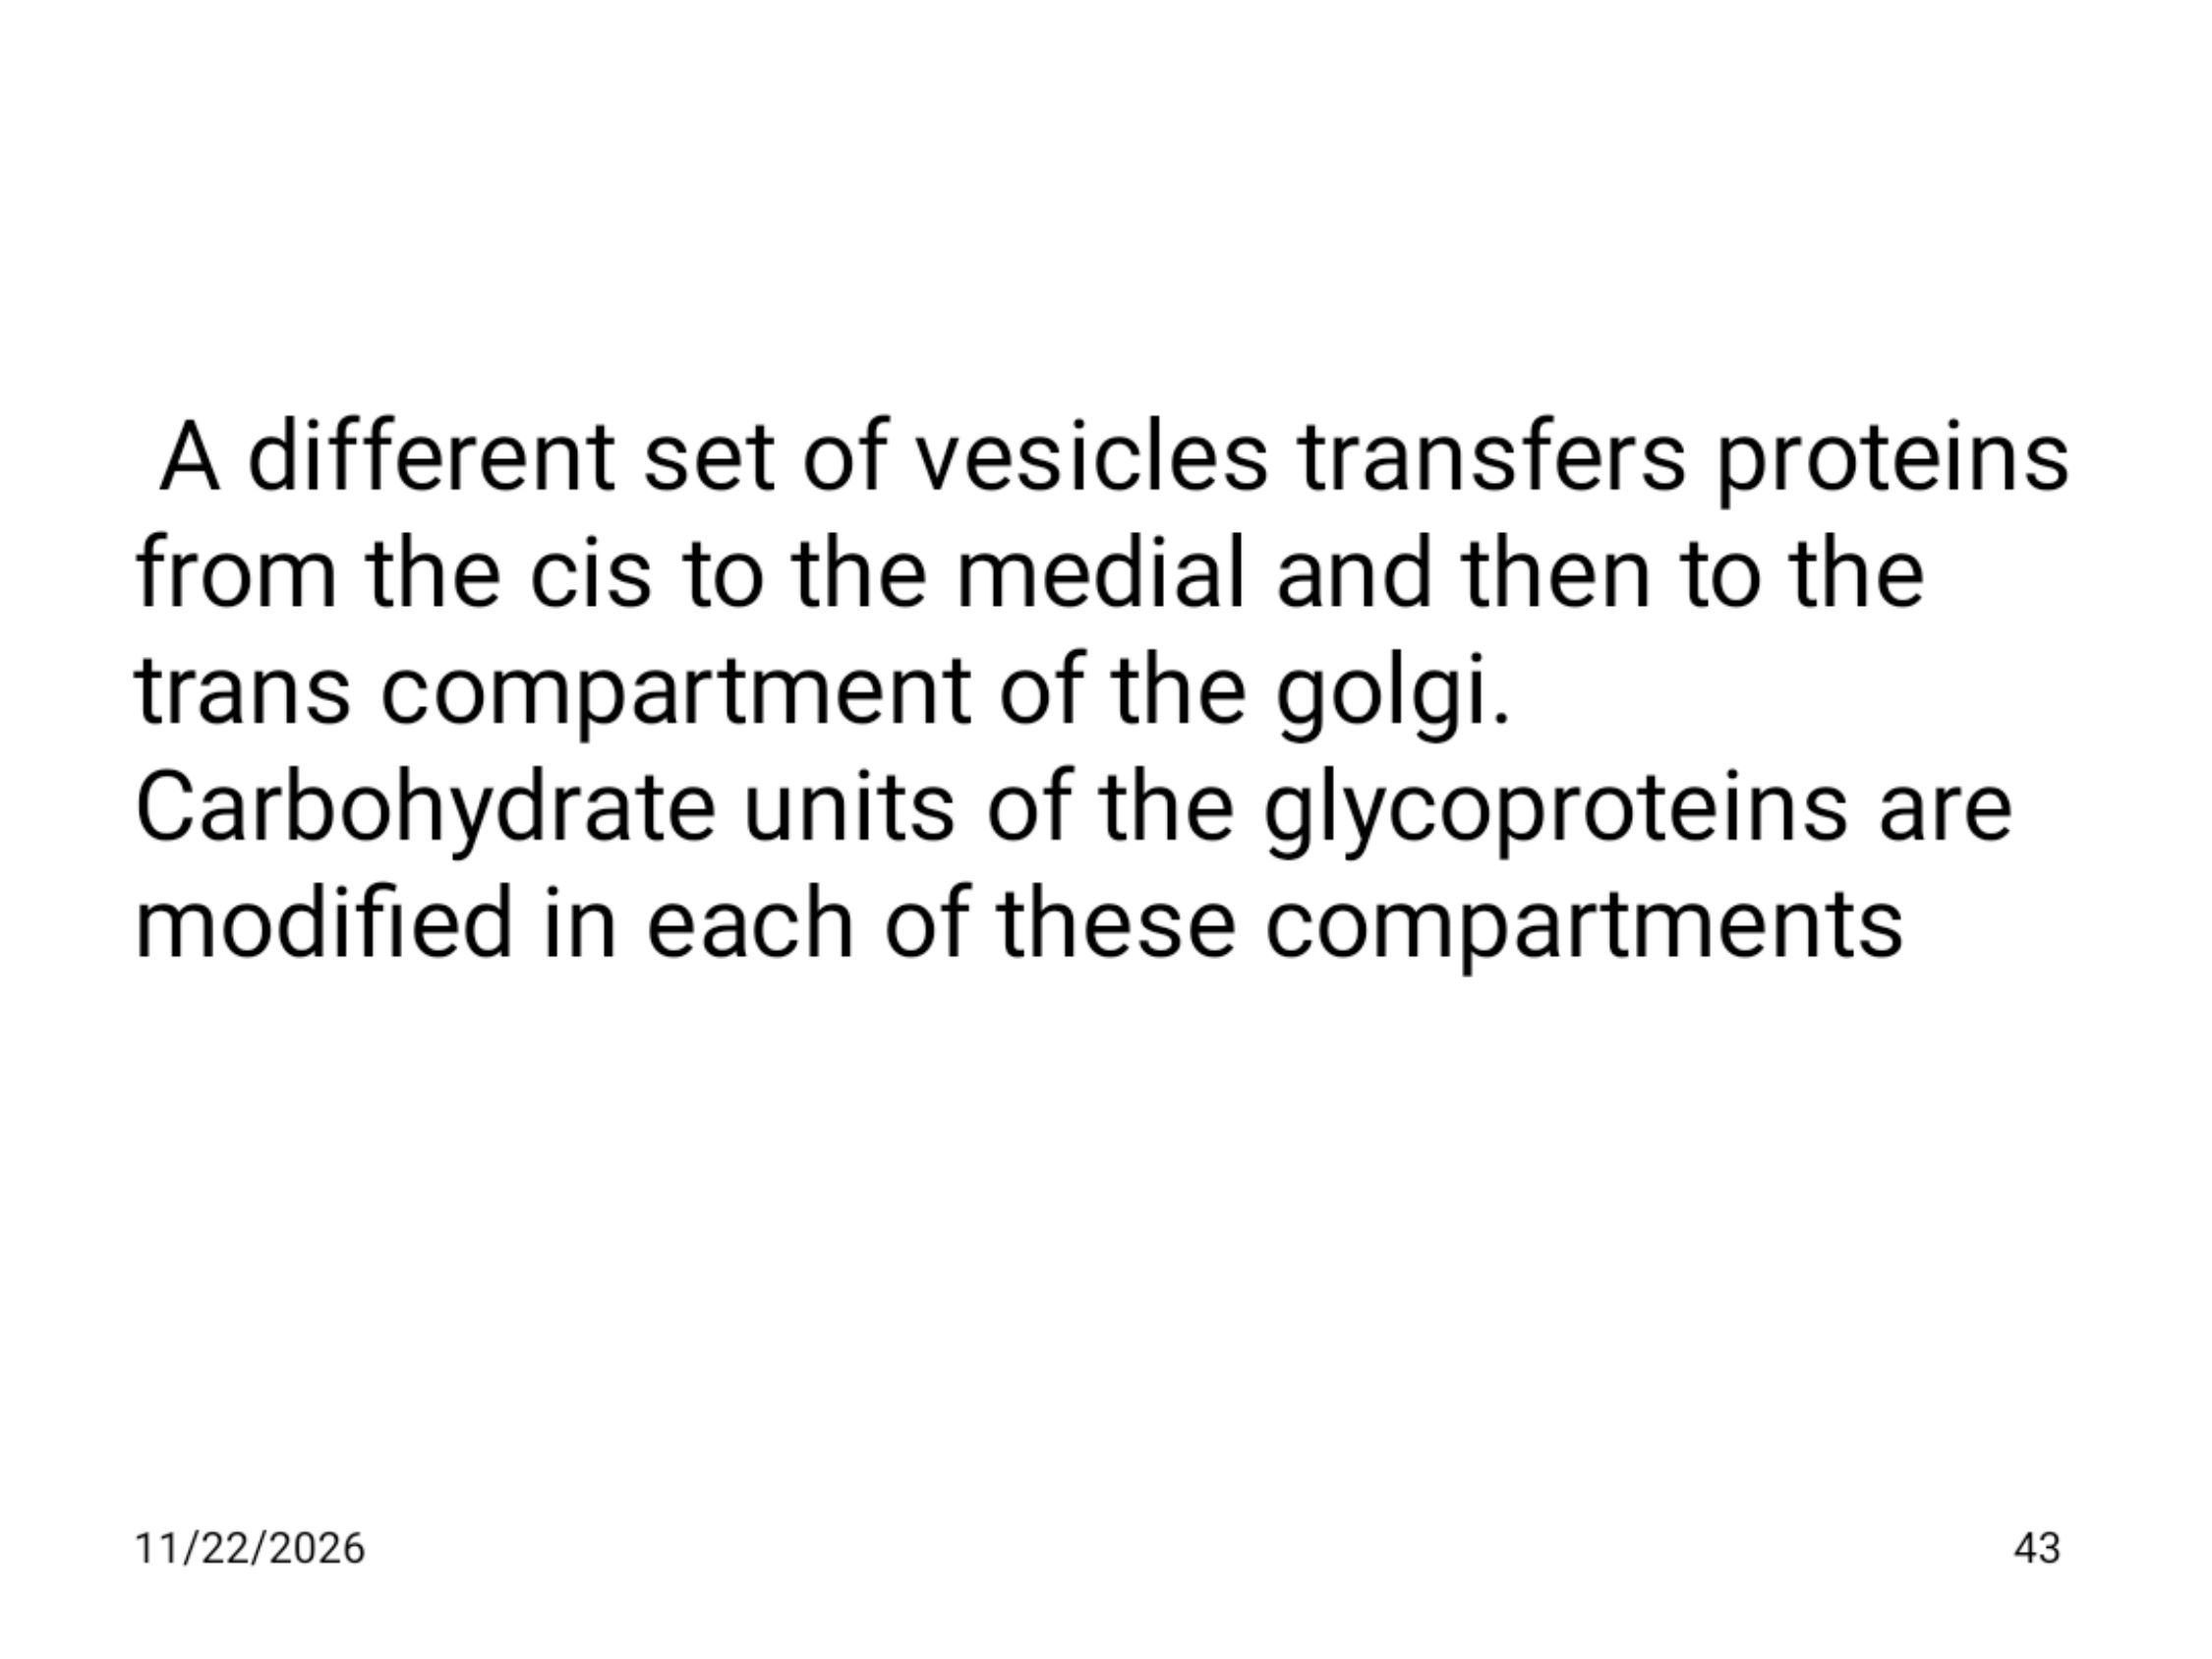 A different set of vesicles transfers proteins
from the cis to the medial and then to the
trans compartment of the golgi.
Carbohydrate units of the glycoproteins are
modified in each of these compartments
11/22/2026
43